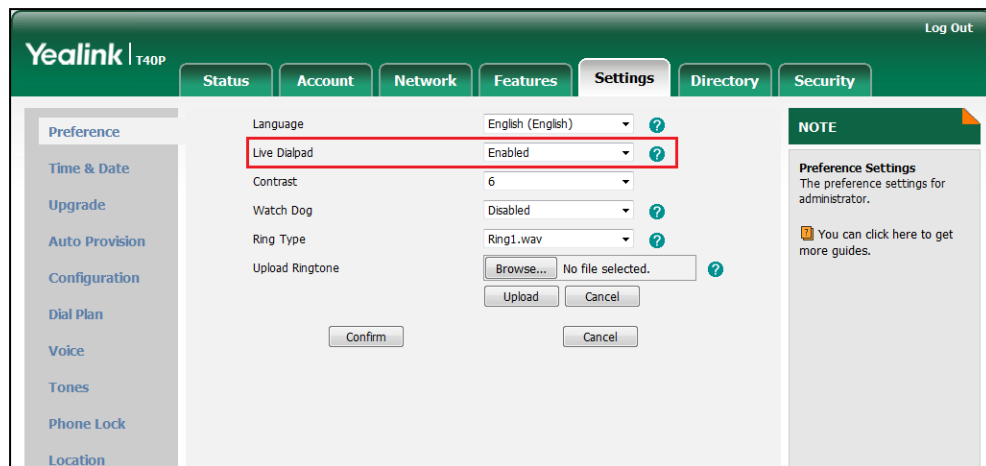 Log Out
Yealink T40P
Status Account Network Features Settings Directory Security
Preference
Time & Date
Upgrade
Auto Provision
Configuration
Dial Plan
Voice
Tones
Phone Lock
Location
Language English (English) ?
Live Dialpad Enabled ?
Contrast 6
Watch Dog Disabled ?
Ring Type Ring1.wav ?
Upload Ringtone Browse... No file selected. ?
Upload Cancel
Confirm Cancel
NOTE
Preference Settings
The preference settings for
administrator.
? You can click here to get
more guides.